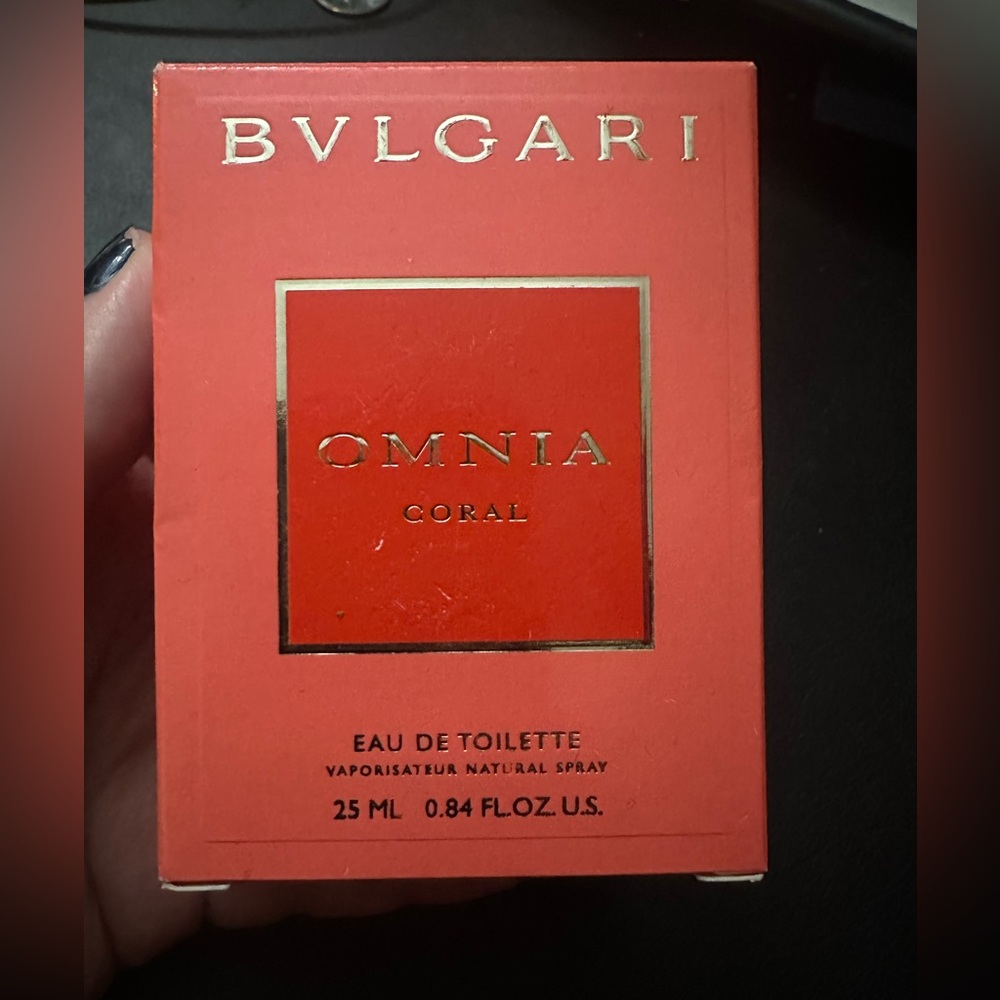 BVLGARI
OMNIA
CORAL
EAU DE TOILETTE
VAPORISATEUR NATURAL SPRAY
25 ML 0.84 FL.OZ. U.S.